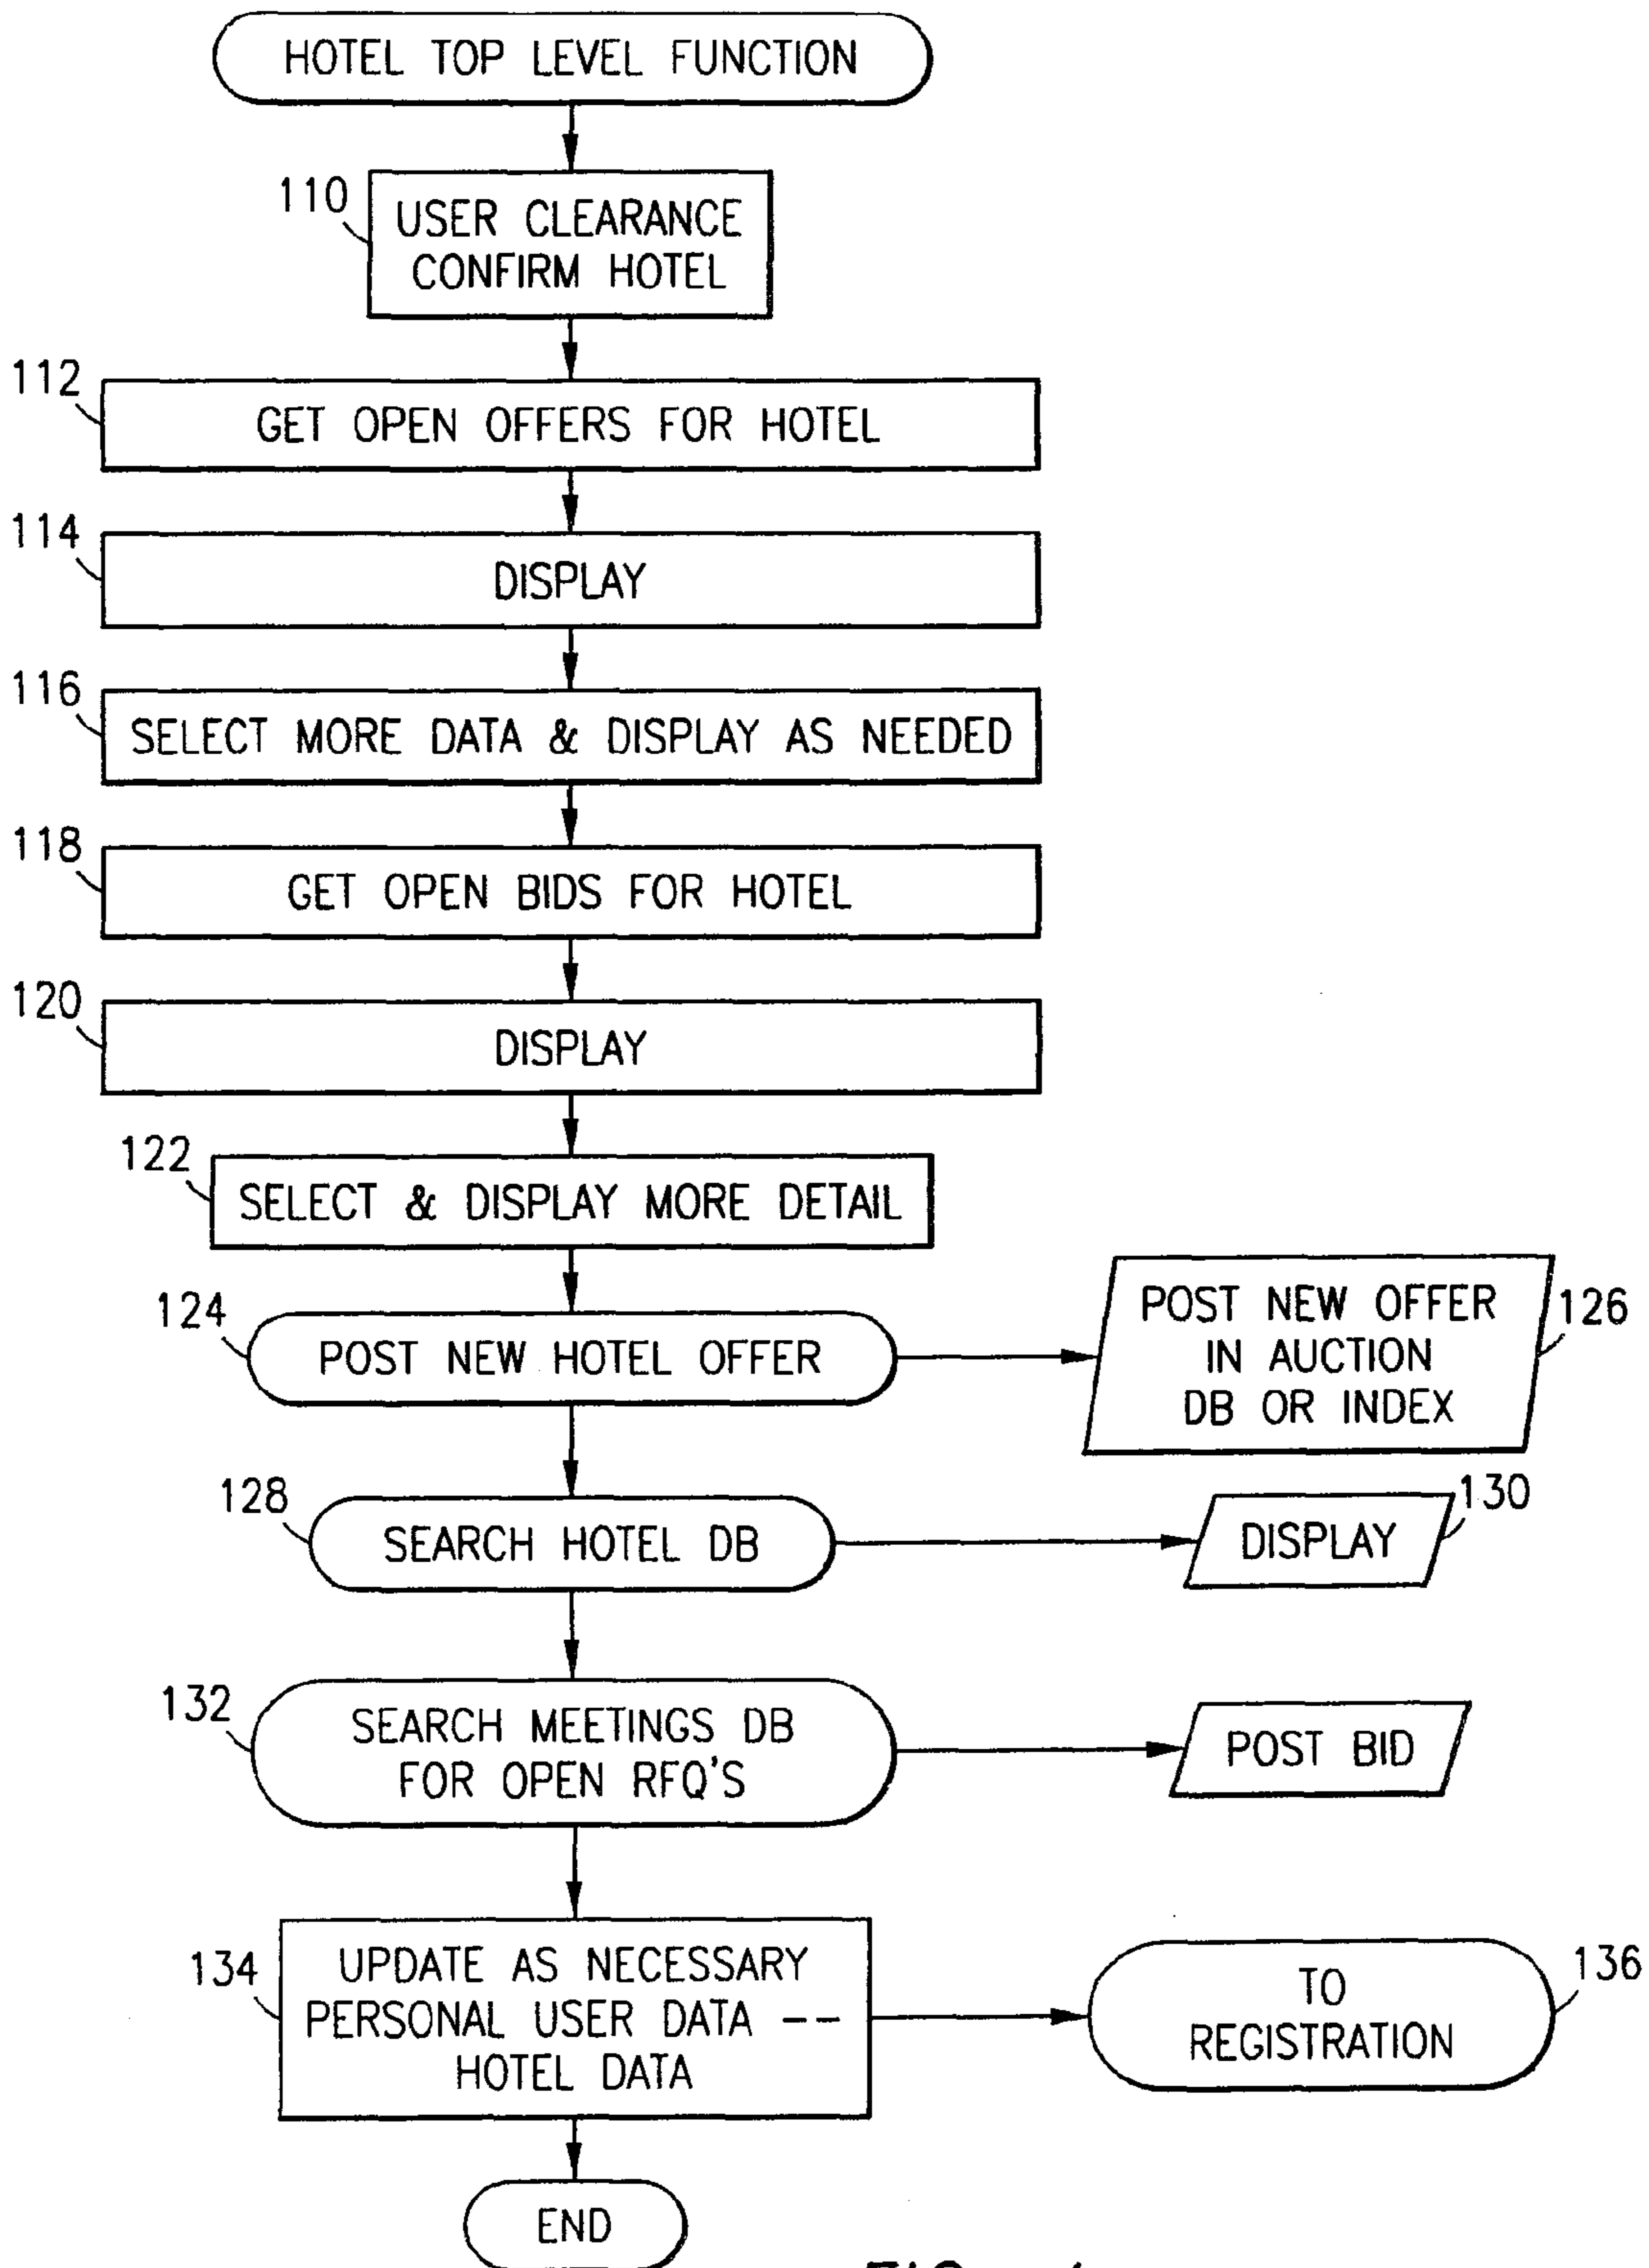 HOTEL TOP LEVEL FUNCTION
110
USER CLEARANCE
CONFIRM HOTEL
112
GET OPEN OFFERS FOR HOTEL
114
DISPLAY
116
SELECT MORE DATA & DISPLAY AS NEEDED
118
GET OPEN BIDS FOR HOTEL
120
DISPLAY
122
SELECT & DISPLAY MORE DETAIL
124
POST NEW HOTEL OFFER
POST NEW OFFER
IN AUCTION
DB OR INDEX
126
128
SEARCH HOTEL DB
DISPLAY
130
132
SEARCH MEETINGS DB
FOR OPEN RFQ'S
POST BID
134
UPDATE AS NECESSARY
PERSONAL USER DATA --
HOTEL DATA
TO
REGISTRATION
136
END